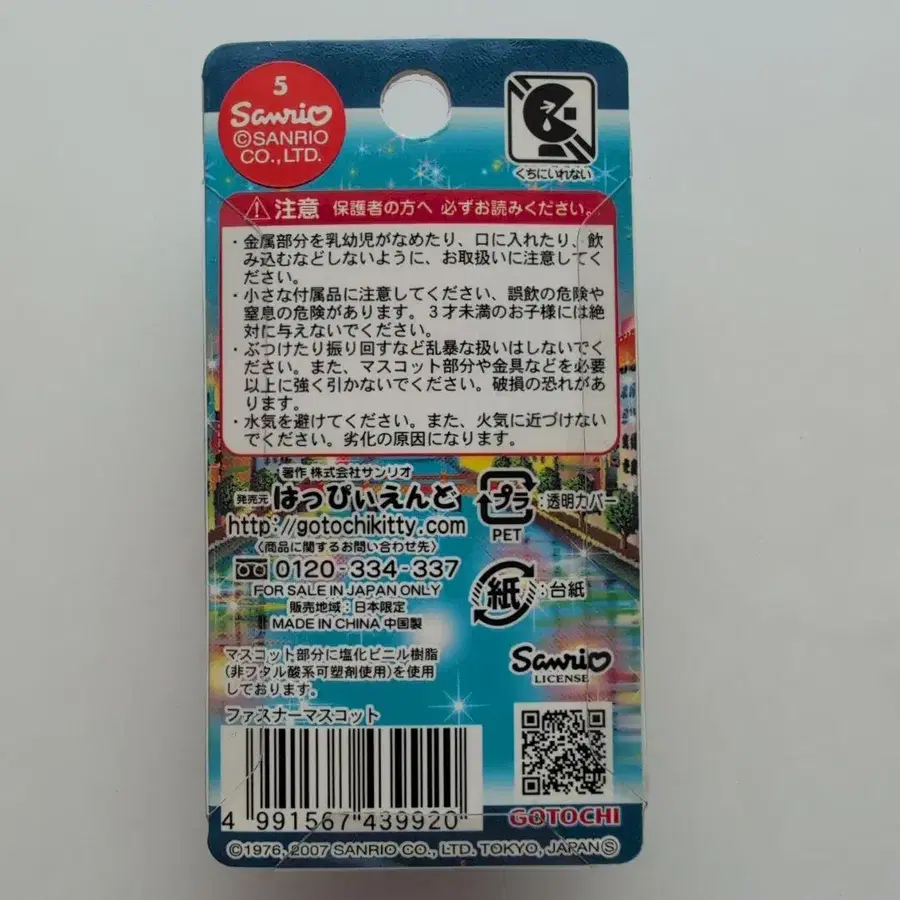 5
Sanrio
©SANRIO
CO., LTD.
くちにいれない
注意 保護者の方へ 必ずお読みください。
・金属部分を乳幼児がなめたり、口に入れたり、飲
み込むなどしないように、お取扱いに注意してく
ださい。
・小さな付属品に注意してください、誤飲の危険や
窒息の危険があります。３才未満のお子様には絶
対に与えないでください。
・ぶつけたり振り回すなど乱暴な扱いはしないでく
ださい。また、マスコット部分や金具などを必要
以上に強く引かないでください。破損の恐れがあ
ります。
・水気を避けてください。また、火気に近づけない
でください。劣化の原因になります。
著作 株式会社サンリオ
発売元 はっぴぃえんど
http://gotochikitty.com
〈商品に関するお問い合わせ先〉
0120-334-337
FOR SALE IN JAPAN ONLY
販売地域：日本限定
MADE IN CHINA 中国製
プラ：透明カバー
PET
紙：台紙
マスコット部分に塩化ビニル樹脂
(非フタル酸系可塑剤使用)を使用
しております。
Sanrio
LICENSE
ファスナーマスコット
4 991567 439920
GOTOCHI
©1976, 2007 SANRIO CO., LTD. TOKYO, JAPAN Ⓢ